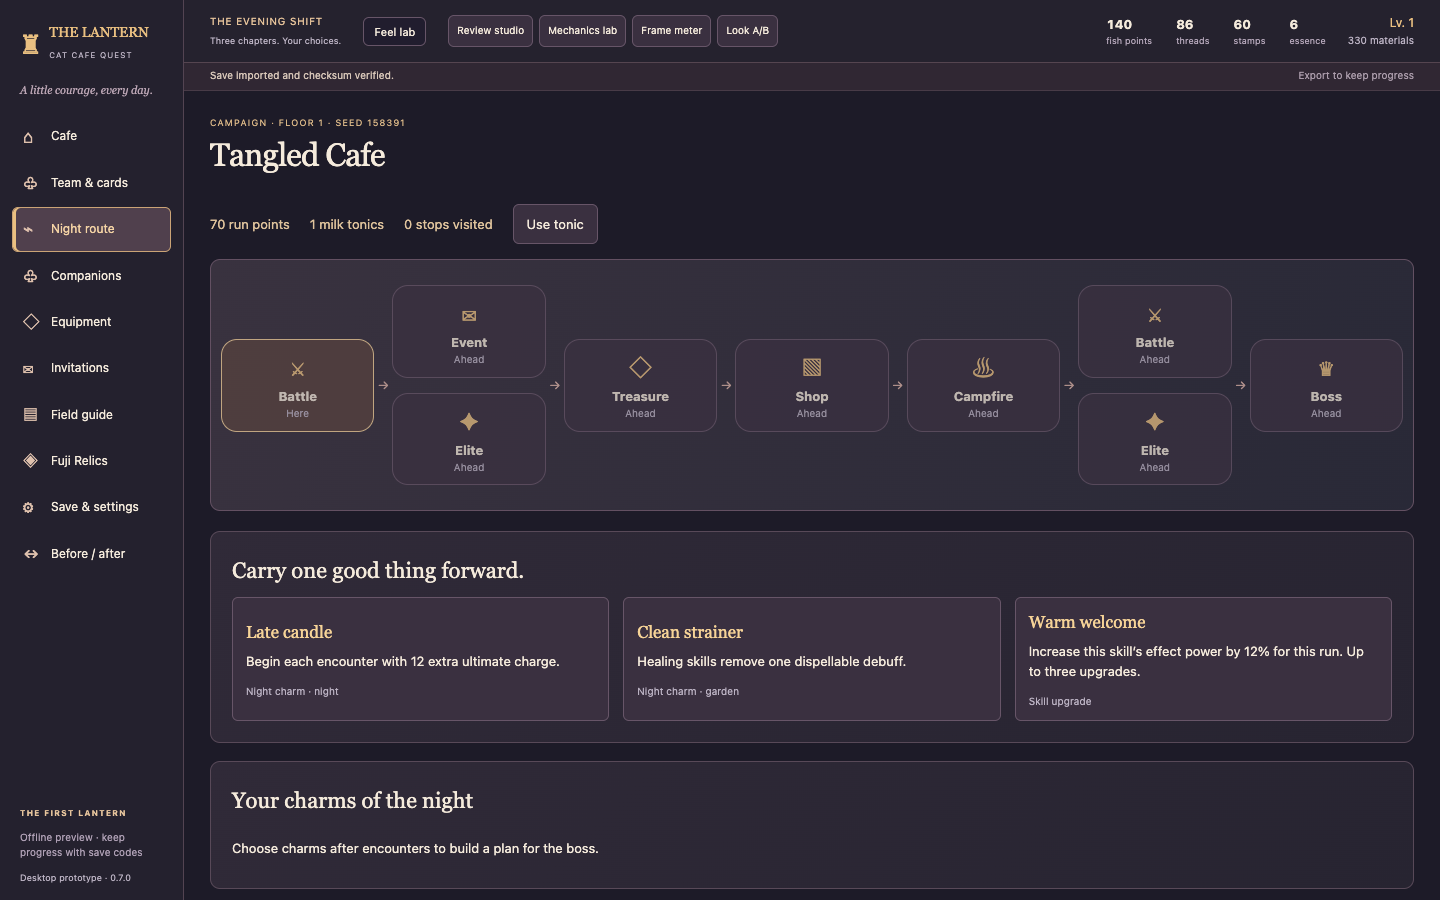 THE LANTERN
CAT CAFE QUEST
A little courage, every day.
Cafe
Team & cards
Night route
Companions
Equipment
Invitations
Field guide
Fuji Relics
Save & settings
Before / after
THE FIRST LANTERN
Offline preview · keep
progress with save codes
Desktop prototype · 0.7.0
THE EVENING SHIFT
Three chapters. Your choices.
Feel lab
Review studio
Mechanics lab
Frame meter
Look A/B
140
fish points
86
threads
60
stamps
6
essence
Lv. 1
330 materials
Save imported and checksum verified.
Export to keep progress
CAMPAIGN · FLOOR 1 · SEED 158391
Tangled Cafe
70 run points
1 milk tonics
0 stops visited
Use tonic
Battle
Here
→
Event
Ahead
Elite
Ahead
→
Treasure
Ahead
→
Shop
Ahead
→
Campfire
Ahead
→
Battle
Ahead
Elite
Ahead
→
Boss
Ahead
Carry one good thing forward.
Late candle
Begin each encounter with 12 extra ultimate charge.
Night charm · night
Clean strainer
Healing skills remove one dispellable debuff.
Night charm · garden
Warm welcome
Increase this skill's effect power by 12% for this run. Up
to three upgrades.
Skill upgrade
Your charms of the night
Choose charms after encounters to build a plan for the boss.